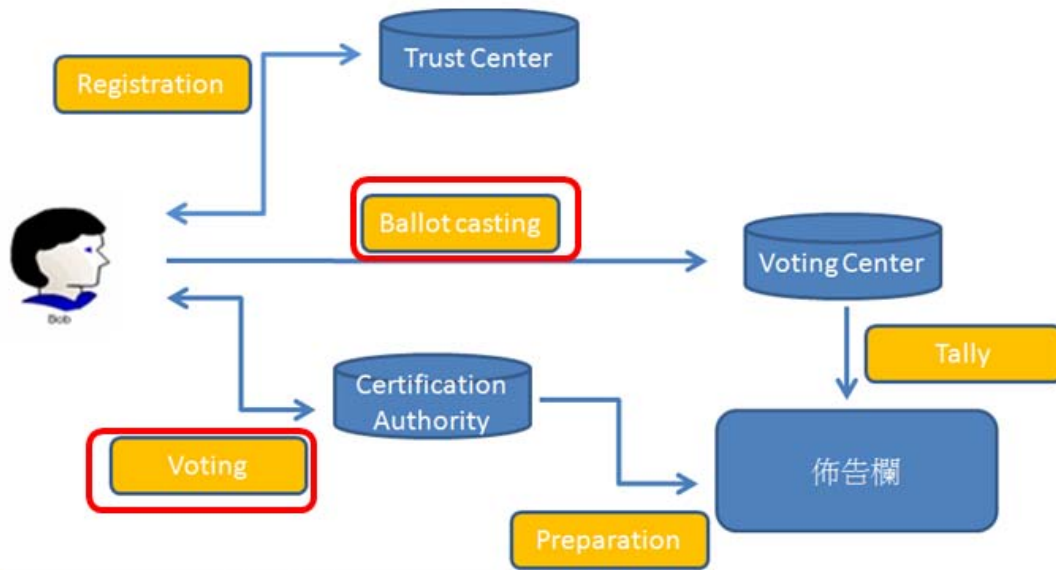 Trust Center
Registration
Ballot casting
Voting Center
Bob
Tally
Certification
Authority
Voting
佈告欄
Preparation